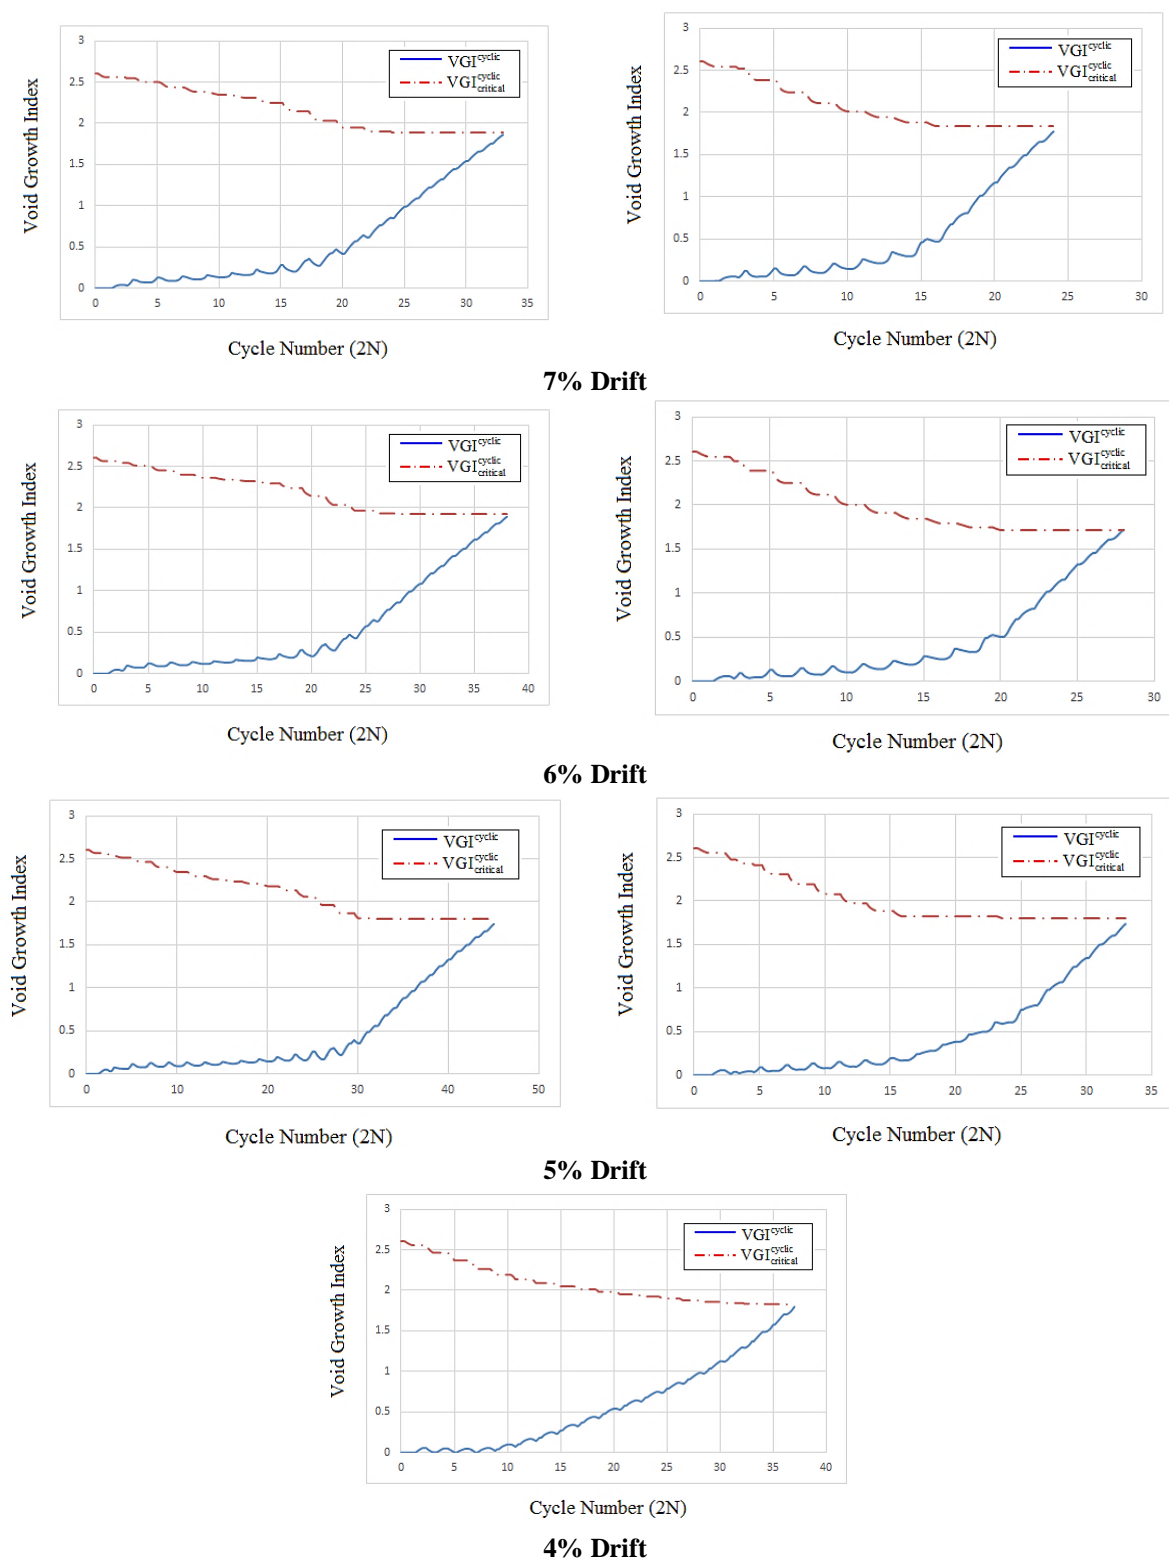 3
2.5
2
1.5
1
0.5
0
0 5 10 15 20 25 30 35
Void Growth Index
VGI^cyclic
VGI^cyclic_critical
Cycle Number (2N)
3
2.5
2
1.5
1
0.5
0
0 5 10 15 20 25 30
Void Growth Index
VGI^cyclic
VGI^cyclic_critical
Cycle Number (2N)
7% Drift
3
2.5
2
1.5
1
0.5
0
0 5 10 15 20 25 30 35 40
Void Growth Index
VGI^cyclic
VGI^cyclic_critical
Cycle Number (2N)
3
2.5
2
1.5
1
0.5
0
0 5 10 15 20 25 30
Void Growth Index
VGI^cyclic
VGI^cyclic_critical
Cycle Number (2N)
6% Drift
3
2.5
2
1.5
1
0.5
0
0 10 20 30 40 50
Void Growth Index
VGI^cyclic
VGI^cyclic_critical
Cycle Number (2N)
3
2.5
2
1.5
1
0.5
0
0 5 10 15 20 25 30 35
Void Growth Index
VGI^cyclic
VGI^cyclic_critical
Cycle Number (2N)
5% Drift
3
2.5
2
1.5
1
0.5
0
0 5 10 15 20 25 30 35 40
Void Growth Index
VGI^cyclic
VGI^cyclic_critical
Cycle Number (2N)
4% Drift